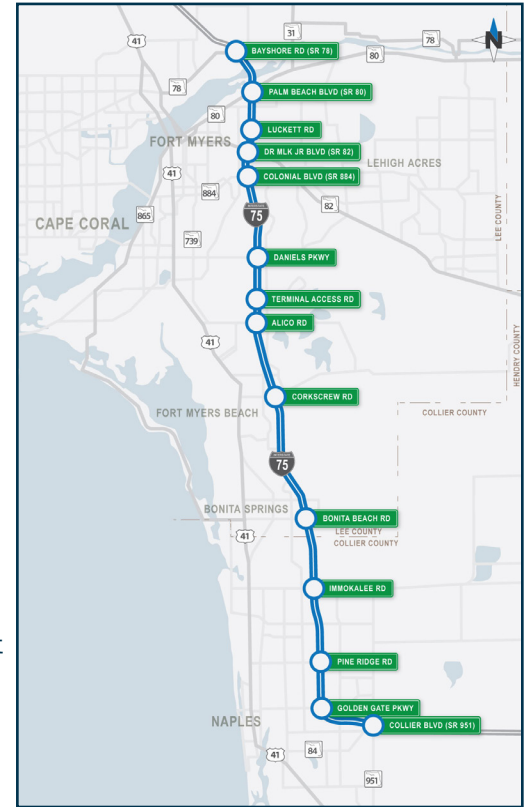 31
78
41
BAYSHORE RD (SR 78)
80
N
78
PALM BEACH BLVD (SR 80)
80
LUCKETT RD
FORT MYERS
DR MLK JR BLVD (SR 82)
LEHIGH ACRES
41
COLONIAL BLVD (SR 884)
884
82
LEE COUNTY
CAPE CORAL
865
75
739
DANIELS PKWY
TERMINAL ACCESS RD
ALICO RD
41
HENDRY COUNTY
CORKSCREW RD
FORT MYERS BEACH
COLLIER COUNTY
75
BONITA SPRINGS
BONITA BEACH RD
LEE COUNTY
41
COLLIER COUNTY
IMMOKALEE RD
PINE RIDGE RD
GOLDEN GATE PKWY
NAPLES
COLLIER BLVD (SR 951)
84
41
951